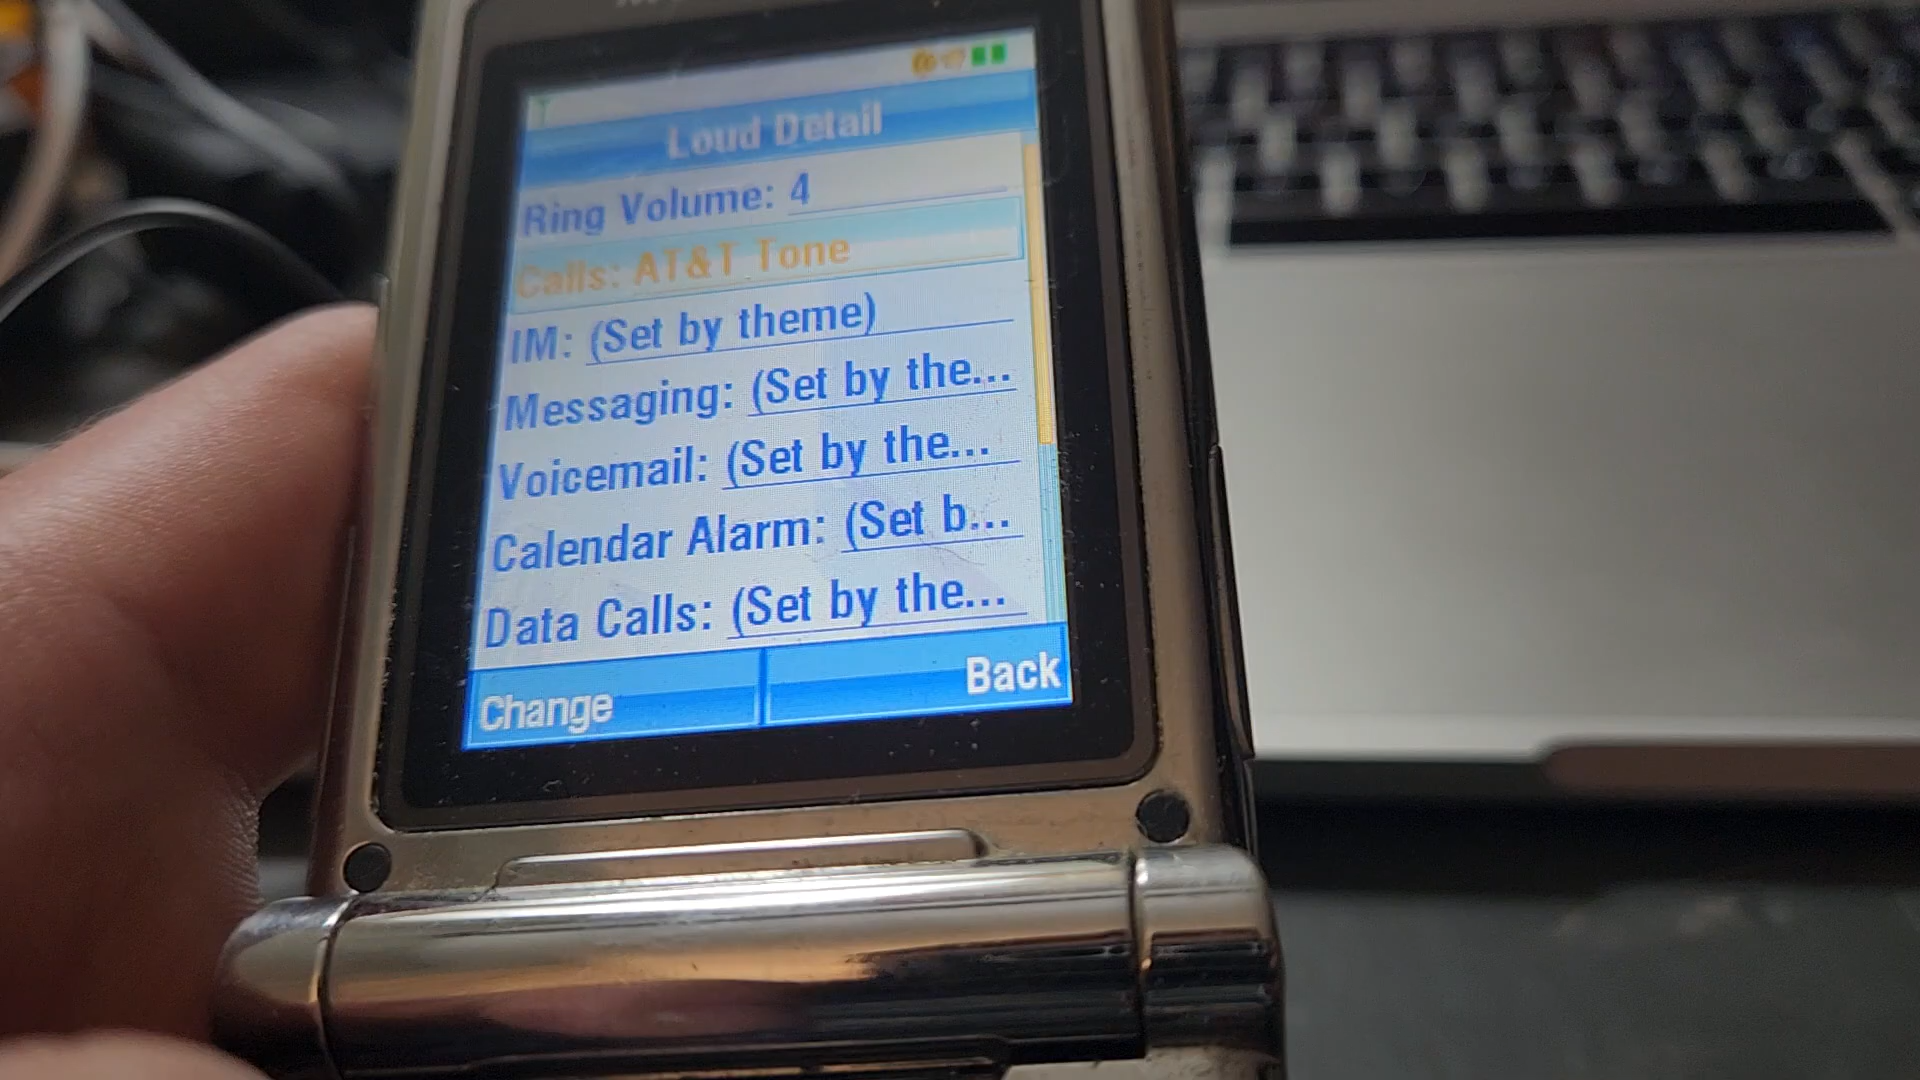 Loud Detail
Ring Volume: 4
Calls: AT&T Tone
IM: (Set by theme)
Messaging: (Set by the...
Voicemail: (Set by the...
Calendar Alarm: (Set b...
Data Calls: (Set by the...
Change
Back